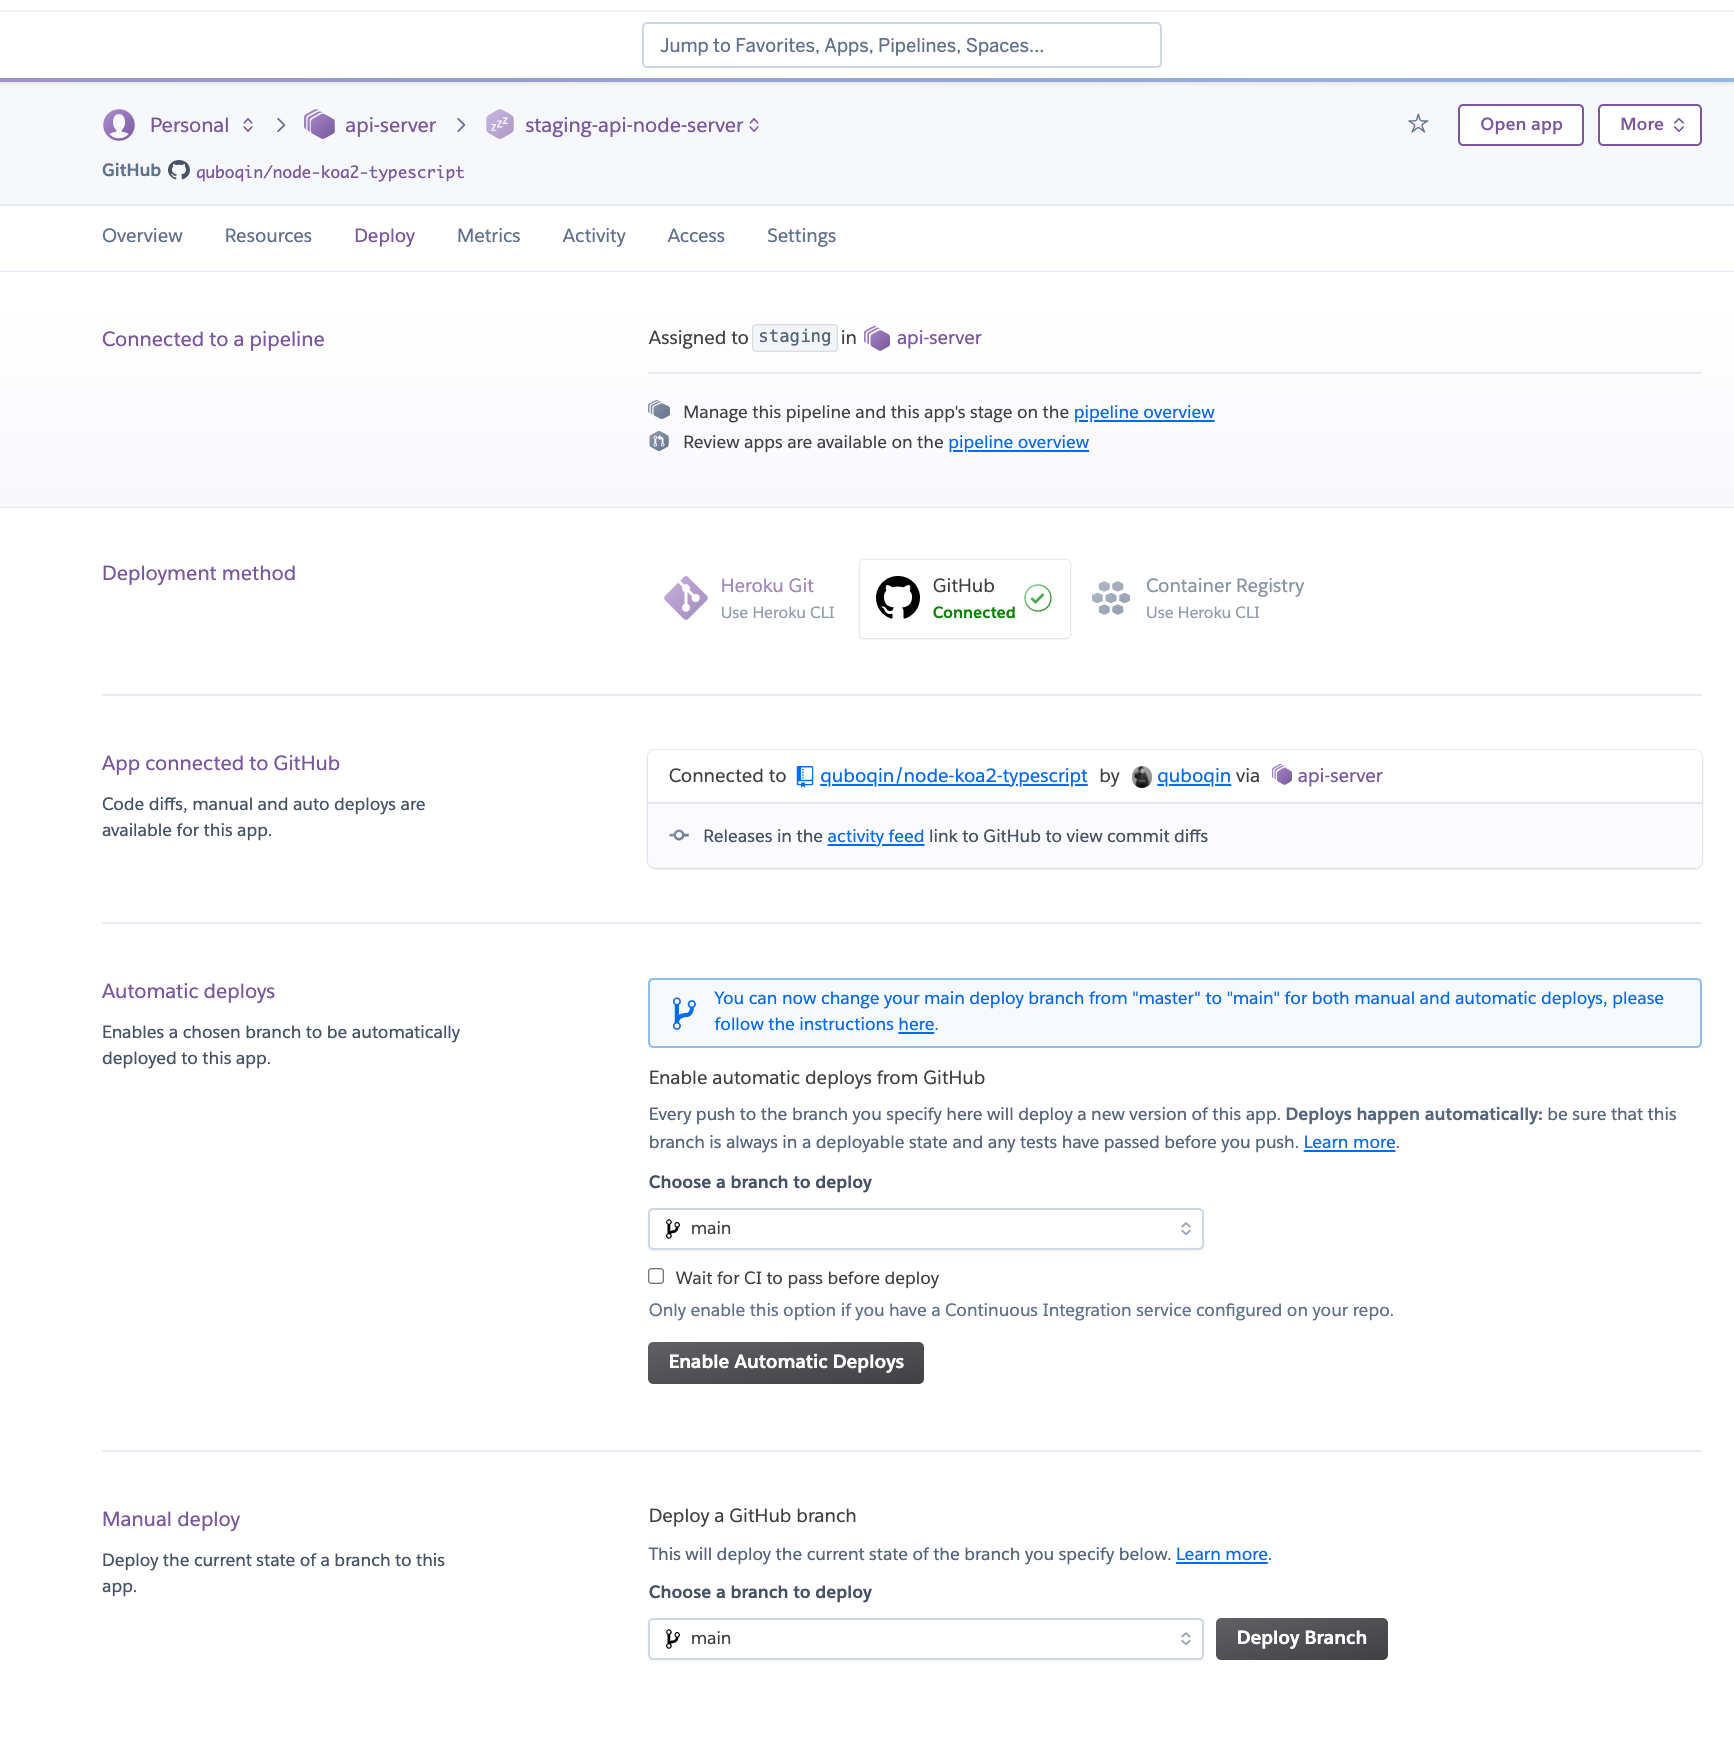 Jump to Favorites, Apps, Pipelines, Spaces...
Personal api-server zzz staging-api-node-server
Open app More
GitHub quboqin/node-koa2-typescript
Overview Resources Deploy Metrics Activity Access Settings
Connected to a pipeline
Assigned to staging in api-server
Manage this pipeline and this app's stage on the pipeline overview
Review apps are available on the pipeline overview
Deployment method
Heroku Git
Use Heroku CLI
GitHub
Connected
Container Registry
Use Heroku CLI
App connected to GitHub
Code diffs, manual and auto deploys are
available for this app.
Connected to quboqin/node-koa2-typescript by quboqin via api-server
Releases in the activity feed link to GitHub to view commit diffs
Automatic deploys
Enables a chosen branch to be automatically
deployed to this app.
You can now change your main deploy branch from "master" to "main" for both manual and automatic deploys, please
follow the instructions here.
Enable automatic deploys from GitHub
Every push to the branch you specify here will deploy a new version of this app. Deploys happen automatically: be sure that this
branch is always in a deployable state and any tests have passed before you push. Learn more.
Choose a branch to deploy
main
Wait for CI to pass before deploy
Only enable this option if you have a Continuous Integration service configured on your repo.
Enable Automatic Deploys
Manual deploy
Deploy the current state of a branch to this
app.
Deploy a GitHub branch
This will deploy the current state of the branch you specify below. Learn more.
Choose a branch to deploy
main
Deploy Branch